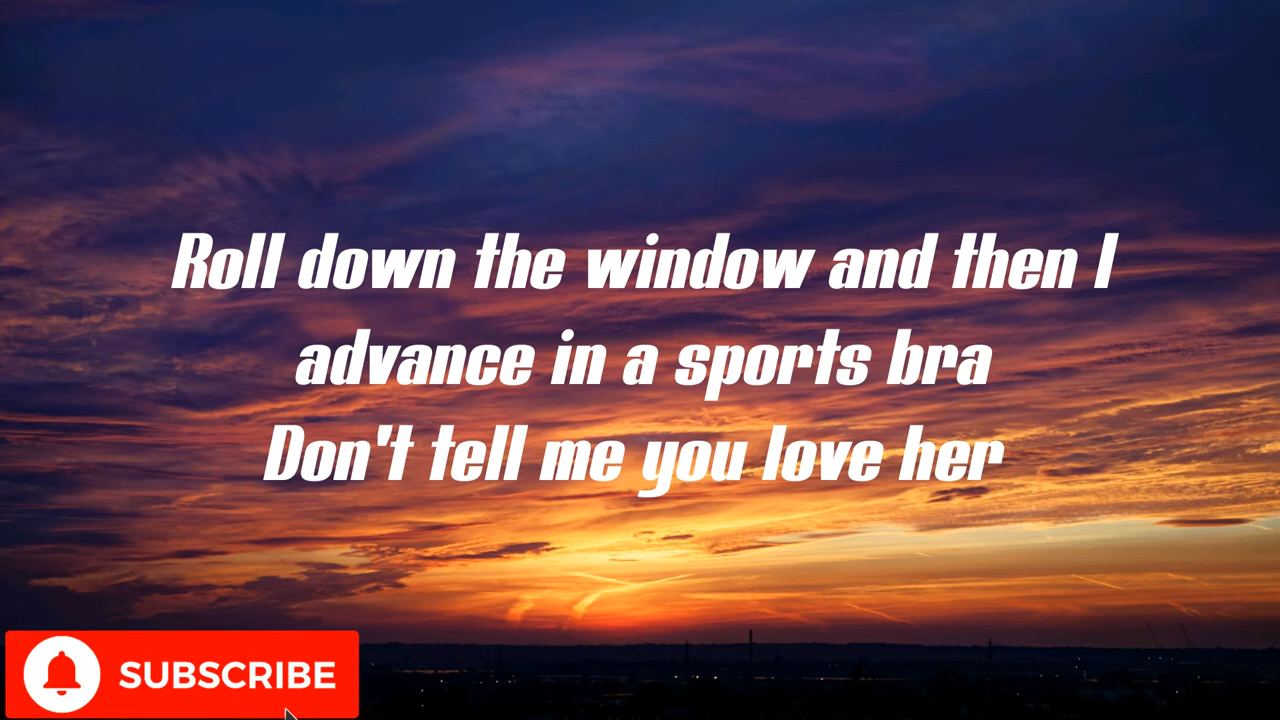 Roll down the window and then I
advance in a sports bra
Don't tell me you love her
SUBSCRIBE